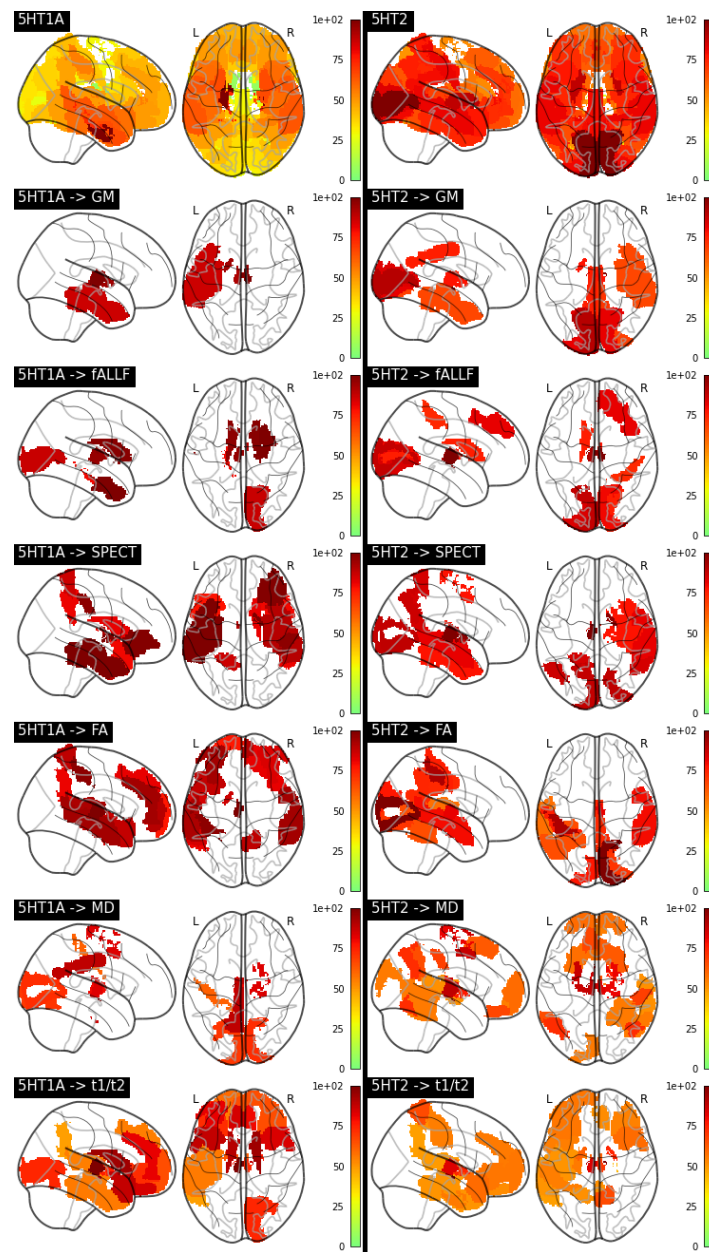 5HT1A
L R
1e+02
75
50
25
0
5HT2
L R
1e+02
75
50
25
0
5HT1A -> GM
L R
1e+02
75
50
25
0
5HT2 -> GM
L R
1e+02
75
50
25
0
5HT1A -> fALLF
L R
1e+02
75
50
25
0
5HT2 -> fALLF
L R
1e+02
75
50
25
0
5HT1A -> SPECT
L R
1e+02
75
50
25
0
5HT2 -> SPECT
L R
1e+02
75
50
25
0
5HT1A -> FA
L R
1e+02
75
50
25
0
5HT2 -> FA
L R
1e+02
75
50
25
0
5HT1A -> MD
L R
1e+02
75
50
25
0
5HT2 -> MD
L R
1e+02
75
50
25
0
5HT1A -> t1/t2
L R
1e+02
75
50
25
0
5HT2 -> t1/t2
L R
1e+02
75
50
25
0